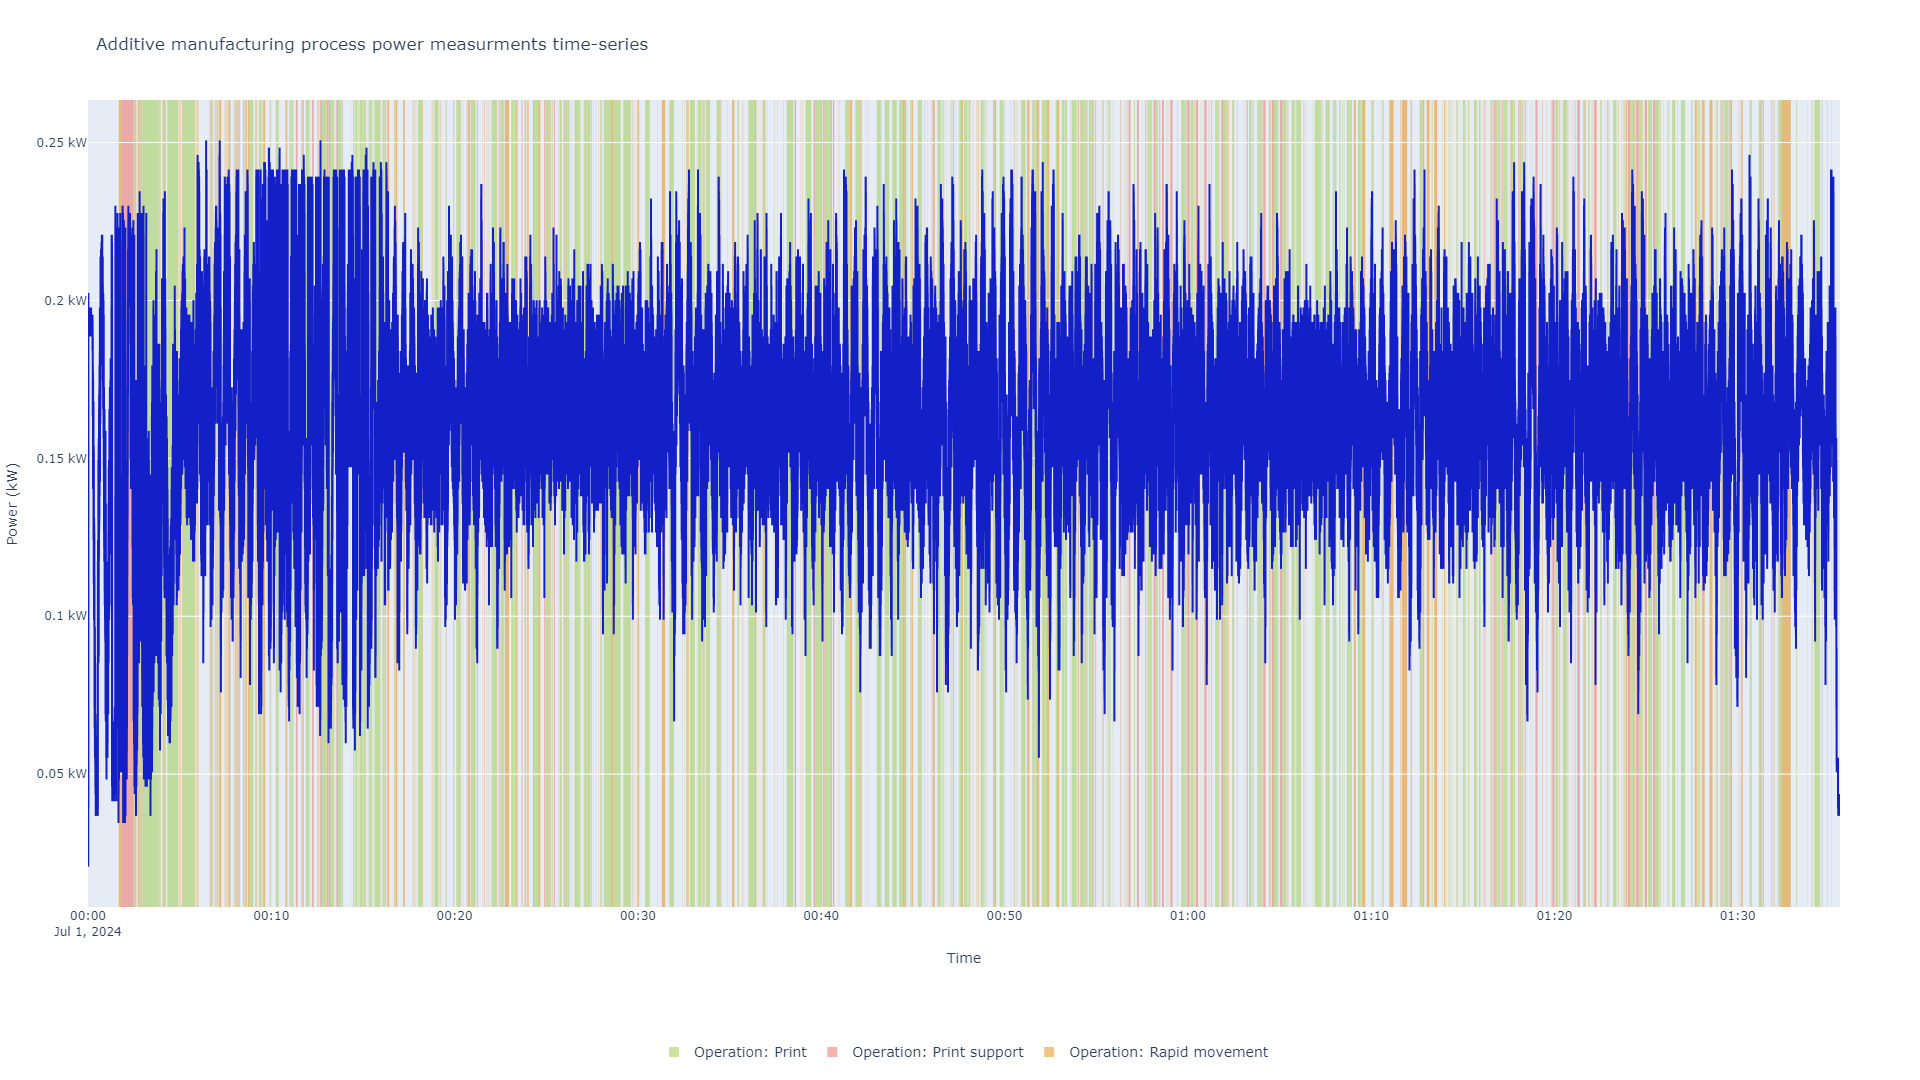 Additive manufacturing process power measurments time-series
0.25 kW
0.2 kW
0.15 kW
0.1 kW
0.05 kW
Power (kW)
00:00 00:10 00:20 00:30 00:40 00:50 01:00 01:10 01:20 01:30
Jul 1, 2024
Time
Operation: Print Operation: Print support Operation: Rapid movement